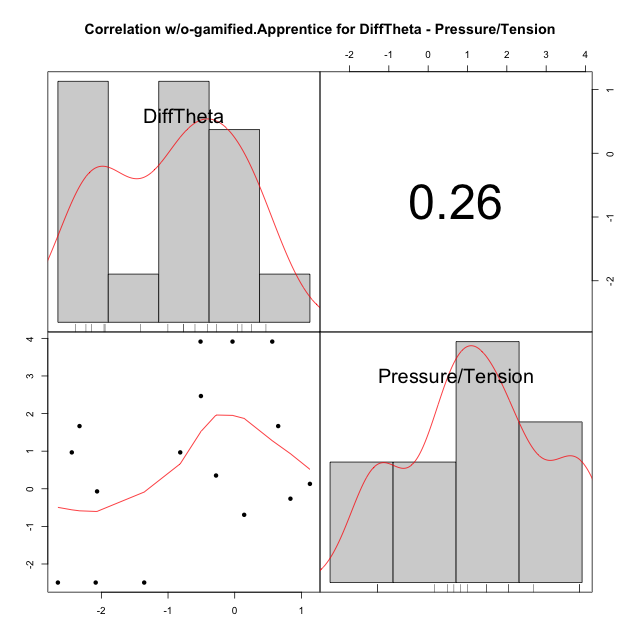 Correlation w/o-gamified.Apprentice for DiffTheta - Pressure/Tension
-2 -1 0 1 2 3 4
DiffTheta
0.26
1
0
-1
-2
4
3
2
1
0
-1
-2
Pressure/Tension
-2 -1 0 1